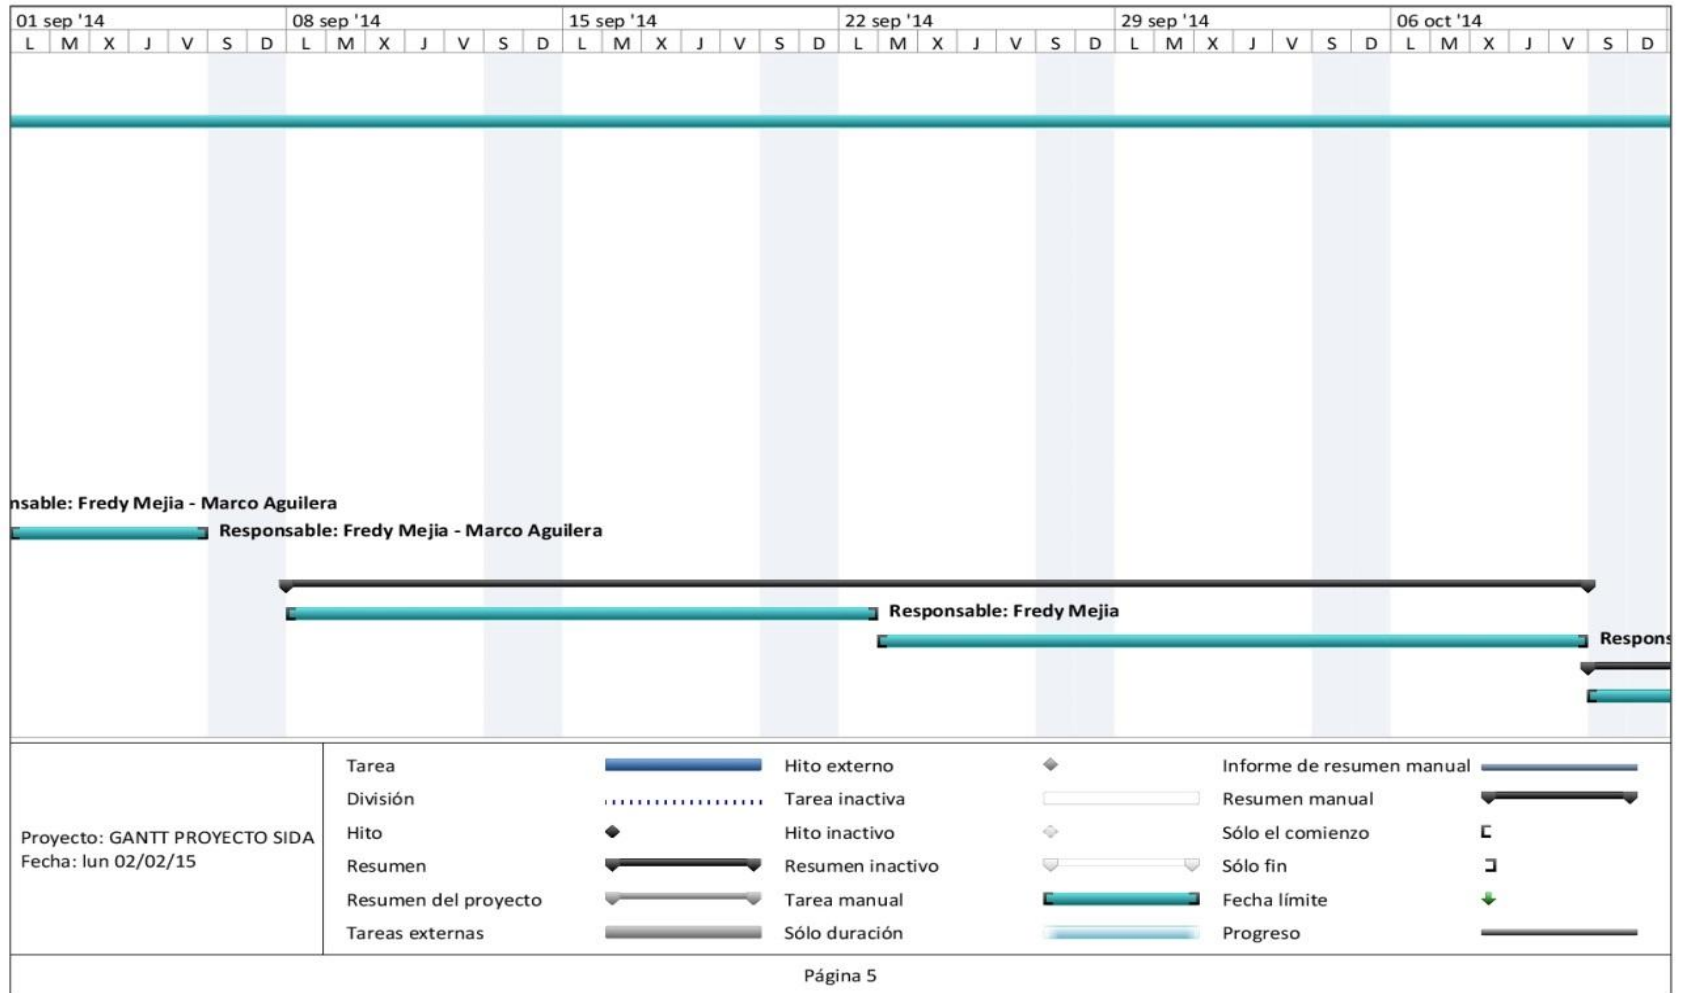 01 sep '14 08 sep '14 15 sep '14 22 sep '14 29 sep '14 06 oct '14
L M X J V S D L M X J V S D L M X J V S D L M X J V S D L M X J V S D L M X J V S D
nsable: Fredy Mejia - Marco Aguilera
Responsable: Fredy Mejia - Marco Aguilera
Responsable: Fredy Mejia
Respons
Proyecto: GANTT PROYECTO SIDA
Fecha: lun 02/02/15
Tarea
División
Hito
Resumen
Resumen del proyecto
Tareas externas
Hito externo
Tarea inactiva
Hito inactivo
Resumen inactivo
Tarea manual
Sólo duración
Informe de resumen manual
Resumen manual
Sólo el comienzo
Sólo fin
Fecha límite
Progreso
Página 5